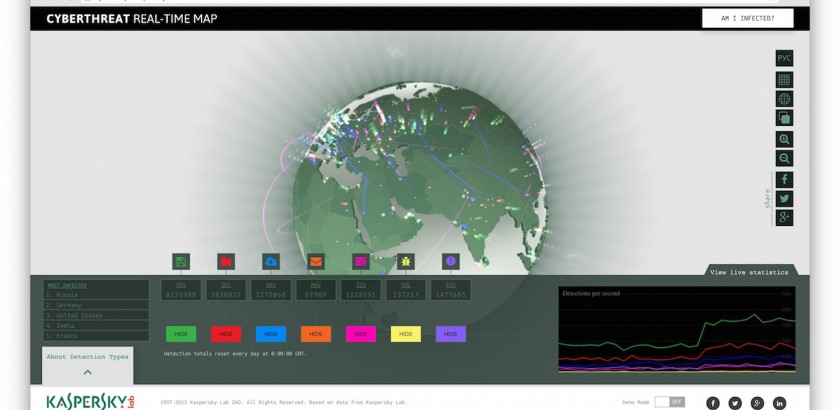 CYBERTHREAT REAL-TIME MAP
AM I INFECTED?
РУС
share
View live statistics
MOST INFECTED
1. Russia
2. Germany
3. United States
4. India
5. France
OAS
ODS
WAV
MAV
IDS
VUL
KAS
8276999
3838827
2270868
67989
1228591
137217
1477695
HIDE HIDE HIDE HIDE HIDE HIDE HIDE
Detections per second
Detection totals reset every day at 0:00:00 GMT.
About Detection Types
KASPERSKY lab
1997-2015 Kaspersky Lab ZAO. All Rights Reserved. Based on data from Kaspersky Lab.
Demo Mode OFF